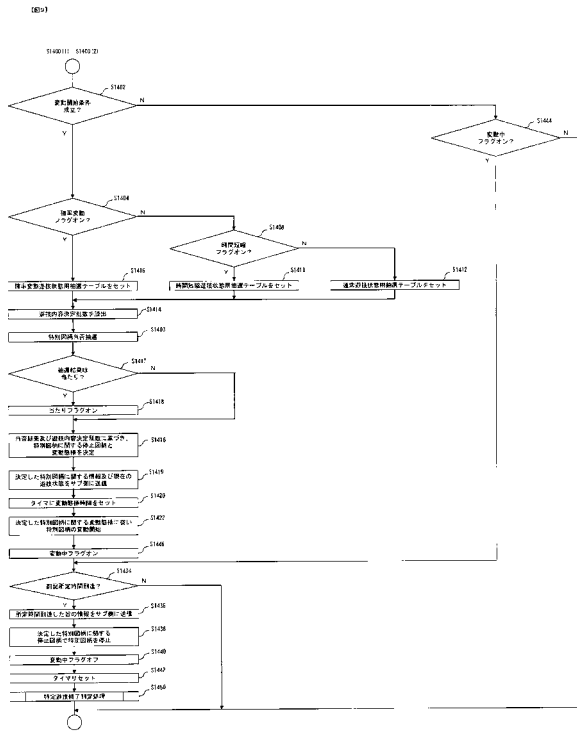 【図9】
S1400(1) S1400(2)
S1402
変動開始条件
成立？
N
Y
S1444
変動中
フラグオン？
N
Y
S1404
確率変動
フラグオン？
N
Y
S1408
時間短縮
フラグオン？
N
Y
S1406
確率変動遊技状態用抽選テーブルをセット
S1410
時間短縮遊技状態用抽選テーブルをセット
S1412
通常遊技状態用抽選テーブルをセット
S1414
遊技内容決定乱数を読出
特別図柄当否抽選
S1417
抽選結果は
当たり？
N
Y
S1418
当たりフラグオン
S1416
当否結果及び遊技内容決定乱数に基づき、
特別図柄に関する停止図柄と
変動態様を決定
S1419
決定した特別図柄に関する情報及び現在の
遊技状態をサブ側に送信
S1420
タイマに変動態様時間をセット
S1422
決定した特別図柄に関する変動態様に従い
特別図柄の変動開始
S1446
変動中フラグオン
S1434
所定時間到達？
N
Y
S1435
所定時間到達した旨の情報をサブ側に送信
S1436
決定した特別図柄に関する
停止図柄で特別図柄を停止
S1440
変動中フラグオフ
S1442
タイマリセット
S1450
特定遊技終了判定処理